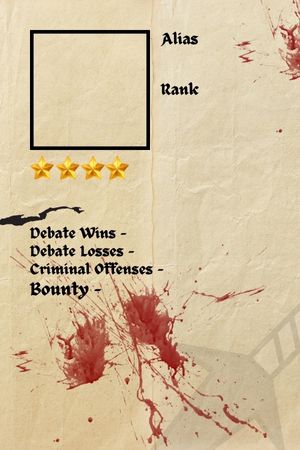 Alias
Rank
Debate Wins -
Debate Losses -
Criminal Offenses -
Bounty -